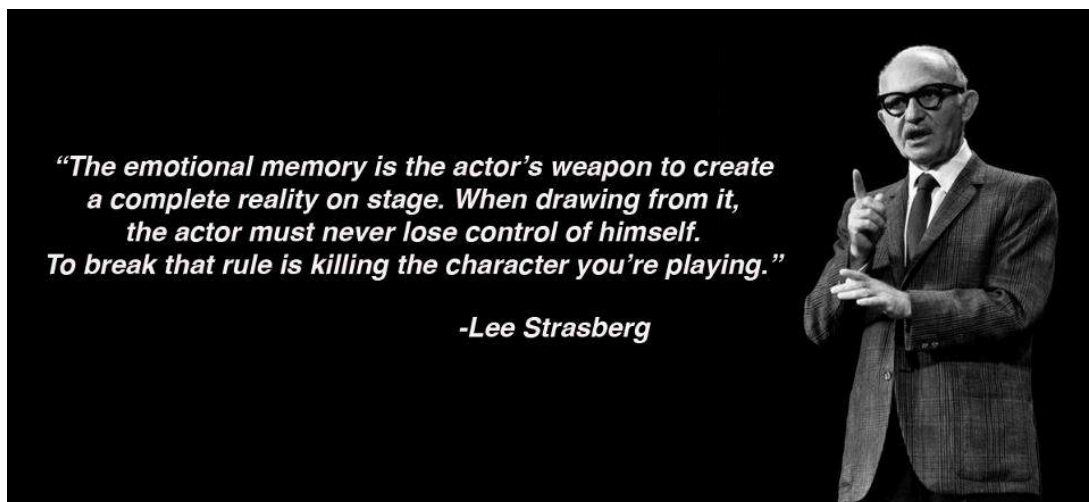 “The emotional memory is the actor’s weapon to create
a complete reality on stage. When drawing from it,
the actor must never lose control of himself.
To break that rule is killing the character you’re playing.”
-Lee Strasberg